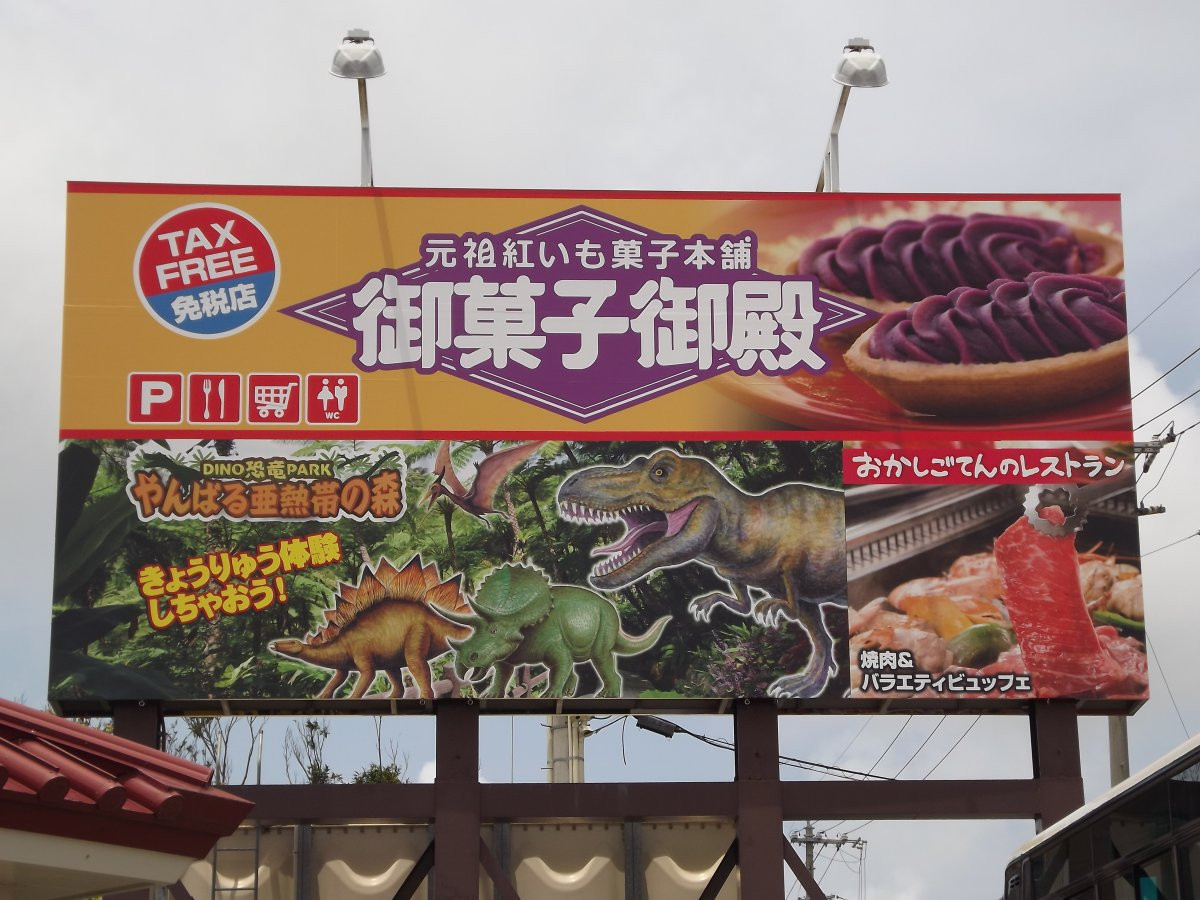 TAX
FREE
免税店
元祖紅いも菓子本舗
御菓子御殿
P
WC
DINO恐竜PARK
やんばる亜熱帯の森
きょうりゅう体験
しちゃおう!
おかしごてんのレストラン
焼肉&
バラエティビュッフェ